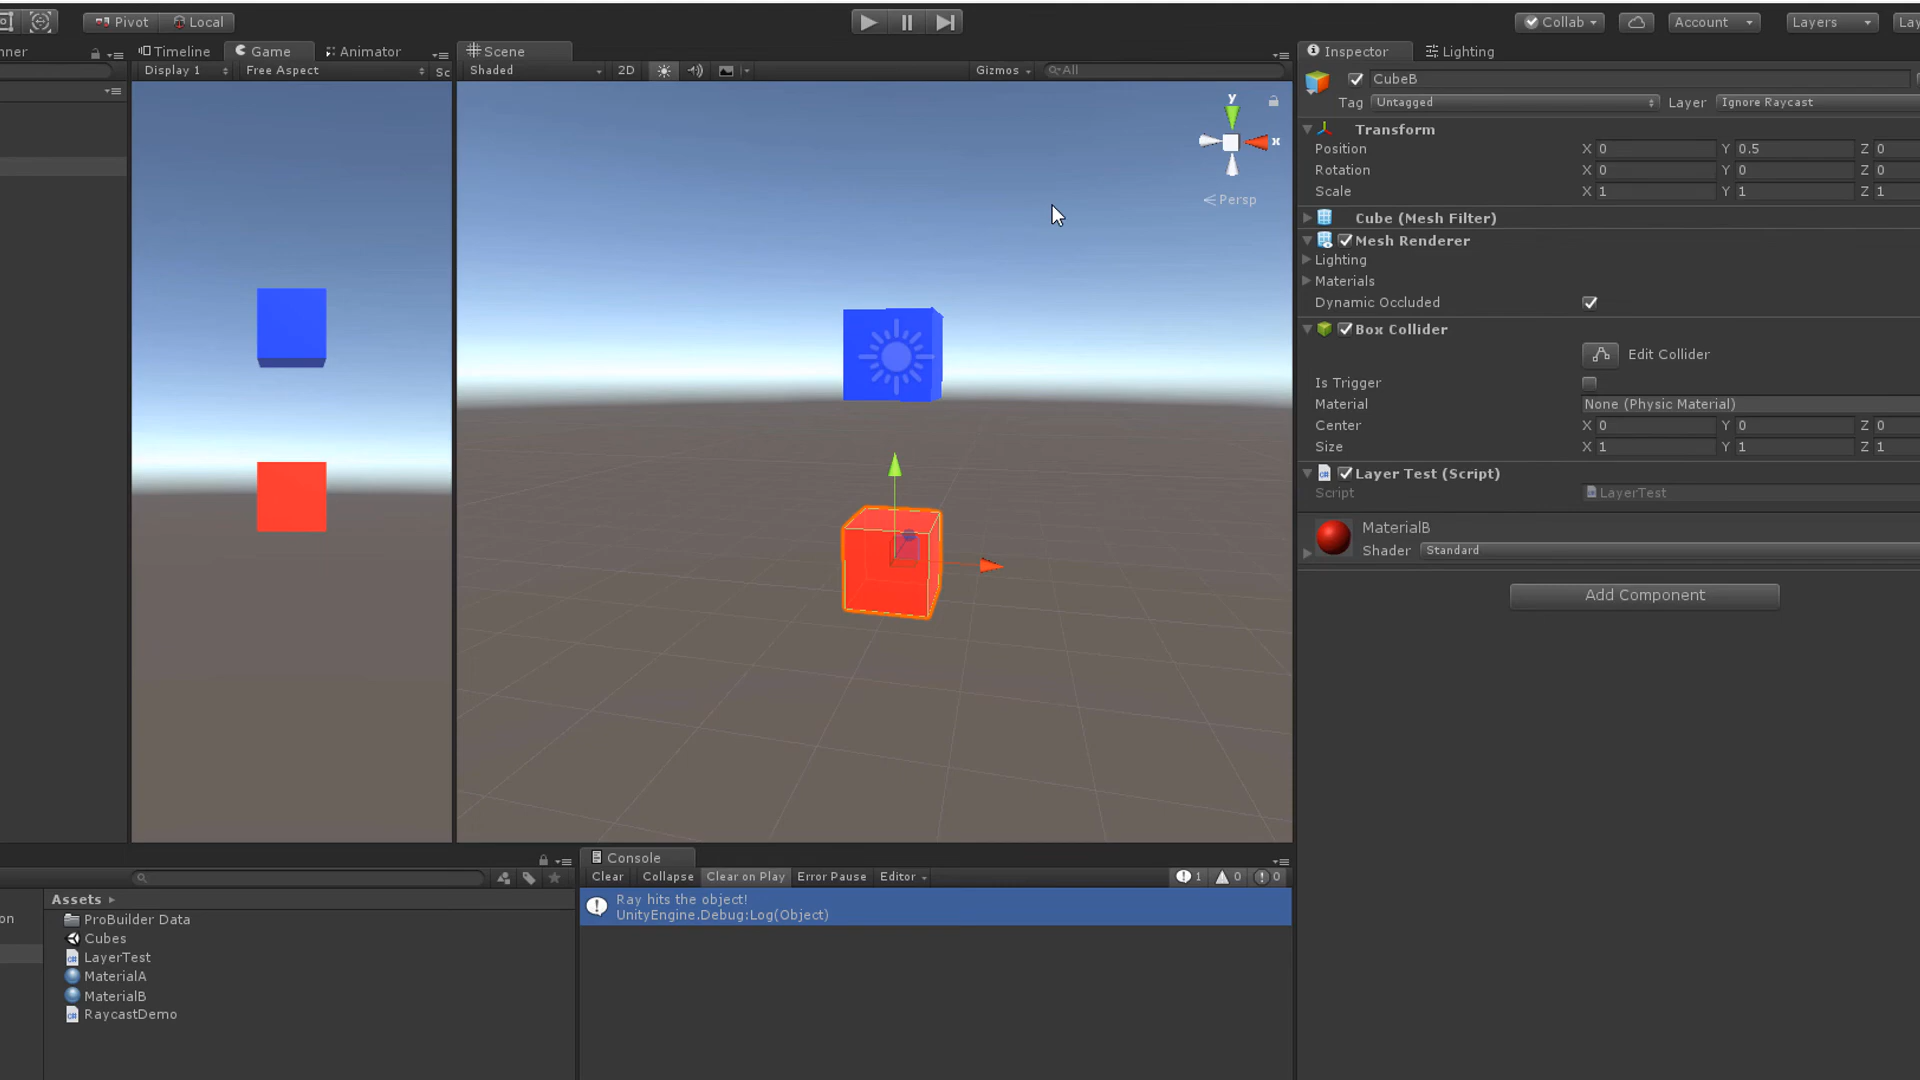 Pivot
Local
Collab
Account
Layers
Lay
nner
Timeline
Game
Animator
Scene
Inspector
Lighting
Display 1
Free Aspect
Sc
Shaded
2D
Gizmos
All
CubeB
Tag
Untagged
Layer
Ignore Raycast
y
x
Persp
Transform
Position
X 0
Y 0.5
Z 0
Rotation
X 0
Y 0
Z 0
Scale
X 1
Y 1
Z 1
Cube (Mesh Filter)
Mesh Renderer
Lighting
Materials
Dynamic Occluded
Box Collider
Edit Collider
Is Trigger
Material
None (Physic Material)
Center
X 0
Y 0
Z 0
Size
X 1
Y 1
Z 1
Layer Test (Script)
Script
LayerTest
MaterialB
Shader
Standard
Add Component
Console
Clear
Collapse
Clear on Play
Error Pause
Editor
1
0
0
Ray hits the object!
UnityEngine.Debug:Log(Object)
on
Assets
ProBuilder Data
Cubes
LayerTest
MaterialA
MaterialB
RaycastDemo